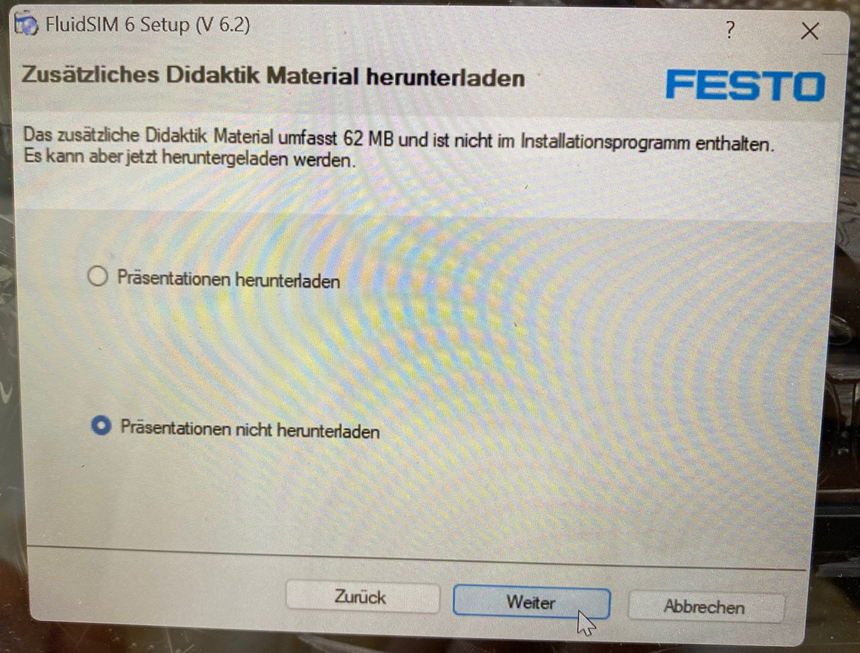 FluidSIM 6 Setup (V 6.2)
?
Zusätzliches Didaktik Material herunterladen
FESTO
Das zusätzliche Didaktik Material umfasst 62 MB und ist nicht im Installationsprogramm enthalten.
Es kann aber jetzt heruntergeladen werden.
Präsentationen herunterladen
Präsentationen nicht herunterladen
Zurück
Weiter
Abbrechen